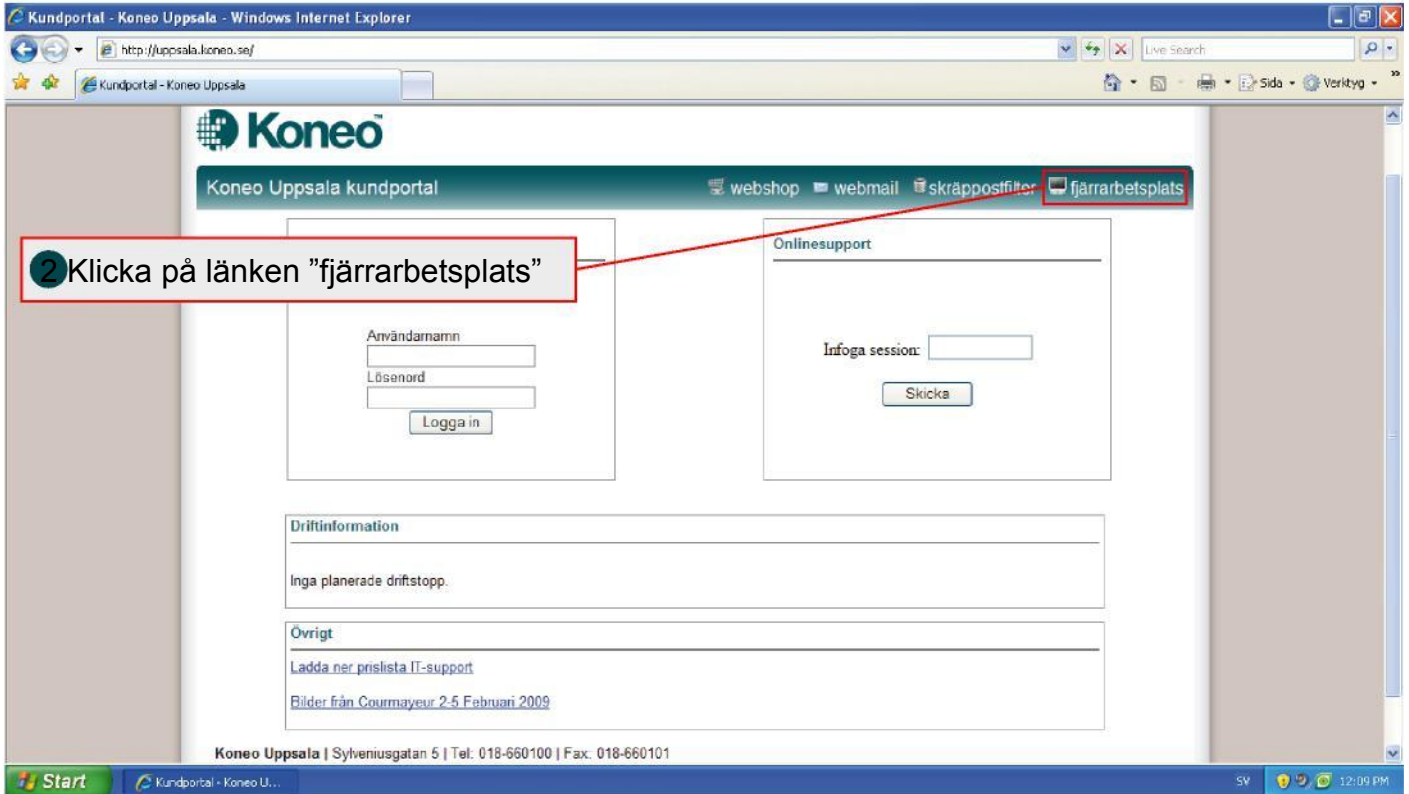 Kundportal - Koneo Uppsala - Windows Internet Explorer
http://uppsala.koneo.se/
Live Search
Kundportal - Koneo Uppsala
Sida
Verktyg
Koneo™
Koneo Uppsala kundportal
webshop
webmail
skräppostfilter
fjärrarbetsplats
2 Klicka på länken ”fjärrarbetsplats”
Användarnamn
Lösenord
Logga in
Onlinesupport
Infoga session:
Skicka
Driftinformation
Inga planerade driftstopp.
Övrigt
Ladda ner prislista IT-support
Bilder från Courmayeur 2-5 Februari 2009
Koneo Uppsala | Sylveniusgatan 5 | Tel: 018-660100 | Fax: 018-660101
Start
Kundportal - Koneo U...
SV
12:09 PM